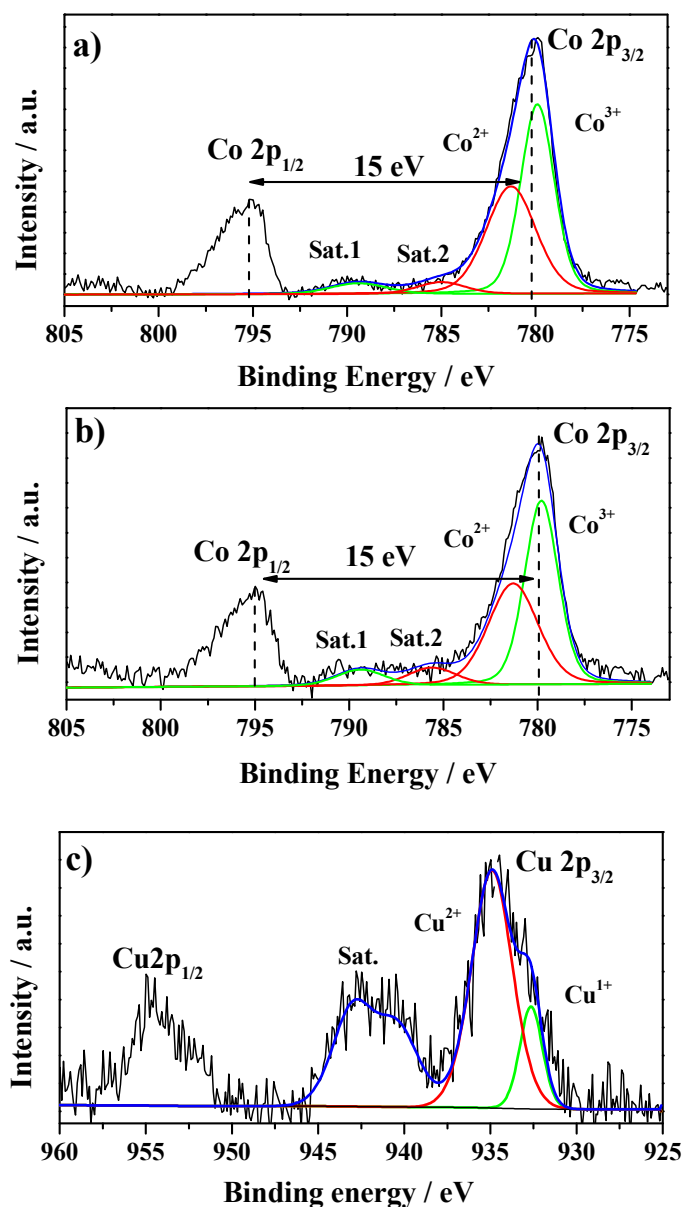 a)
Co 2p3/2
Co2+
Co3+
Co 2p1/2
15 eV
Sat.1
Sat.2
Intensity / a.u.
805 800 795 790 785 780 775
Binding Energy / eV
b)
Co 2p3/2
Co2+
Co3+
Co 2p1/2
15 eV
Sat.1
Sat.2
Intensity / a.u.
805 800 795 790 785 780 775
Binding Energy / eV
c)
Cu 2p3/2
Cu2+
Cu2p1/2
Sat.
Cu1+
Intensity / a.u.
960 955 950 945 940 935 930 925
Binding energy / eV